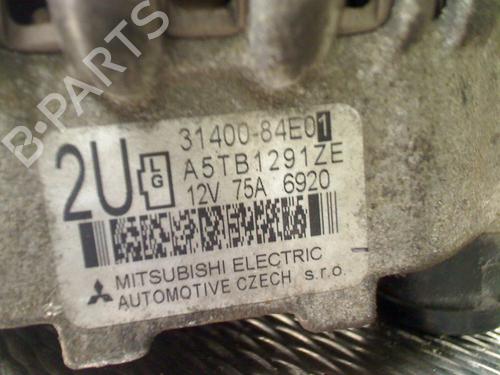 B-PARTS
2U
L
G
31400-84E01
A5TB1291ZE
12V 75A 6920
MITSUBISHI ELECTRIC
AUTOMOTIVE CZECH s.r.o.